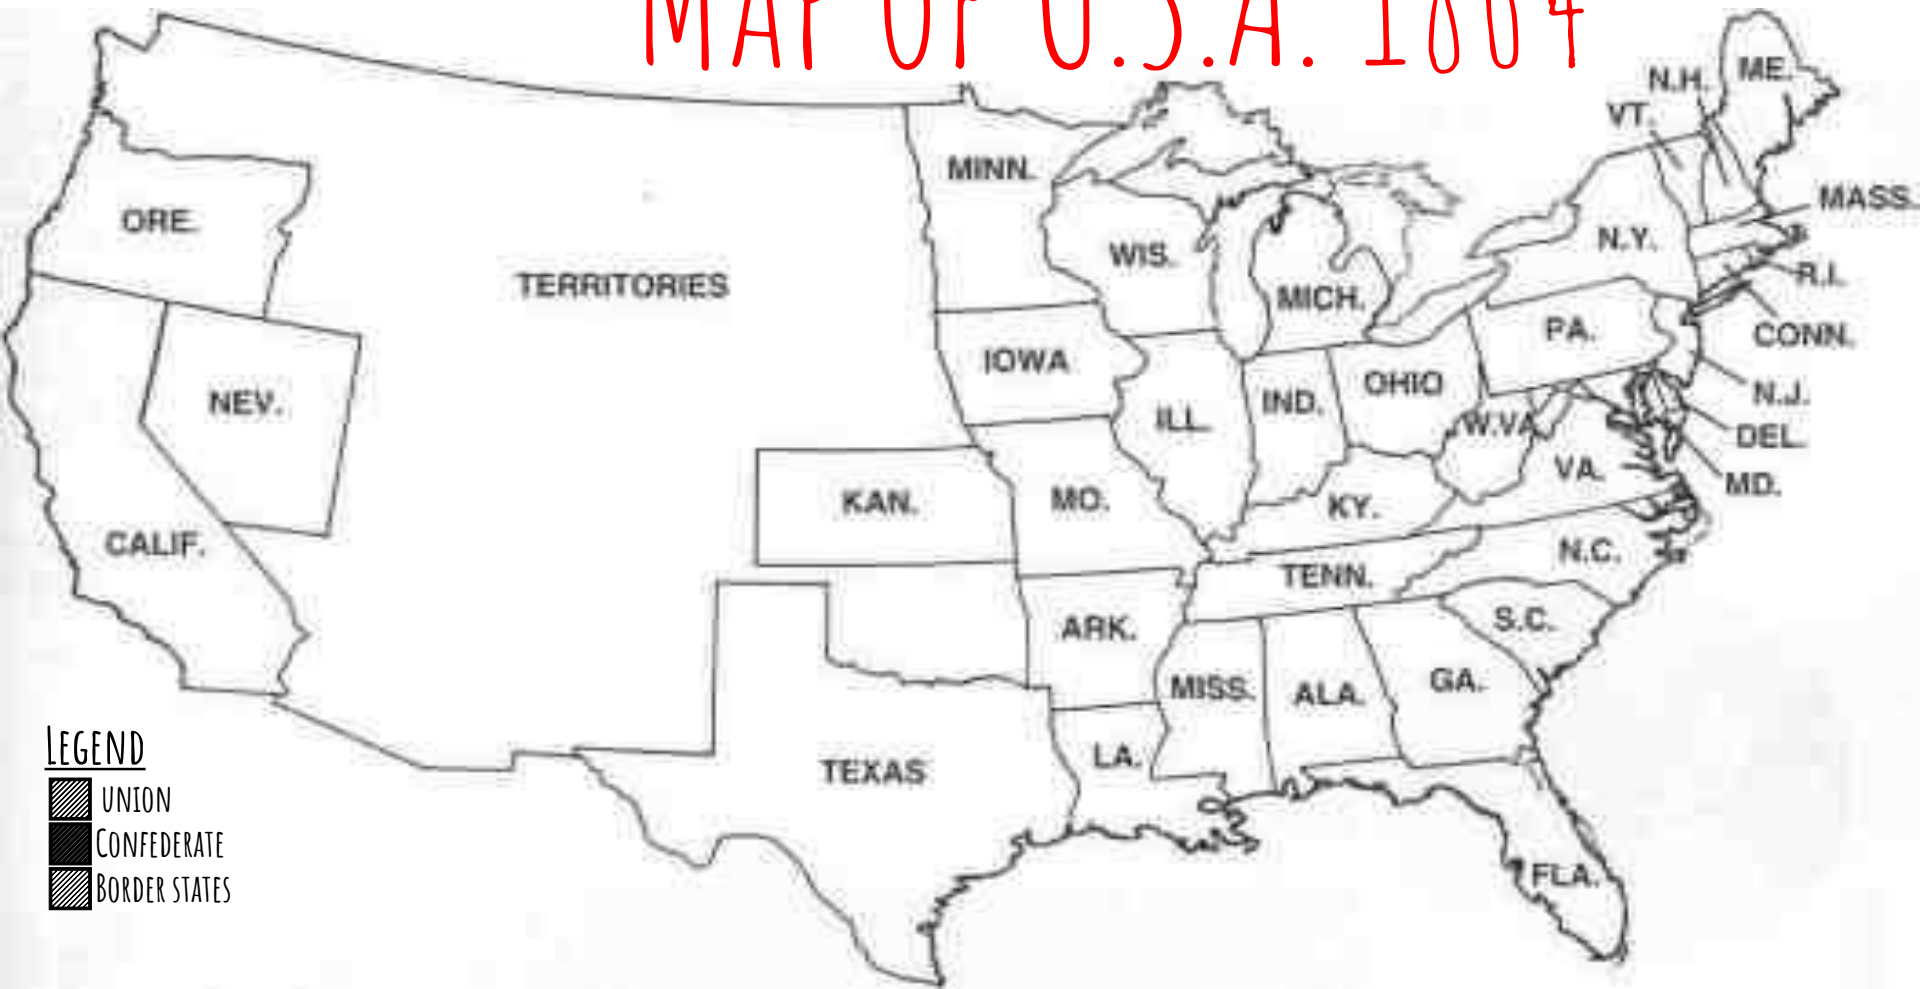 MAP OF U.S.A. 1864
N.H.
ME.
VT.
MINN.
MASS.
ORE.
N.Y.
WIS.
R.I.
TERRITORIES
MICH.
PA.
CONN.
IOWA
OHIO
N.J.
NEV.
IND.
ILL.
W.VA.
DEL.
VA.
MD.
KAN.
MO.
KY.
CALIF.
N.C.
TENN.
ARK.
S.C.
MISS.
ALA.
GA.
LEGEND
LA.
TEXAS
UNION
CONFEDERATE
FLA.
BORDER STATES